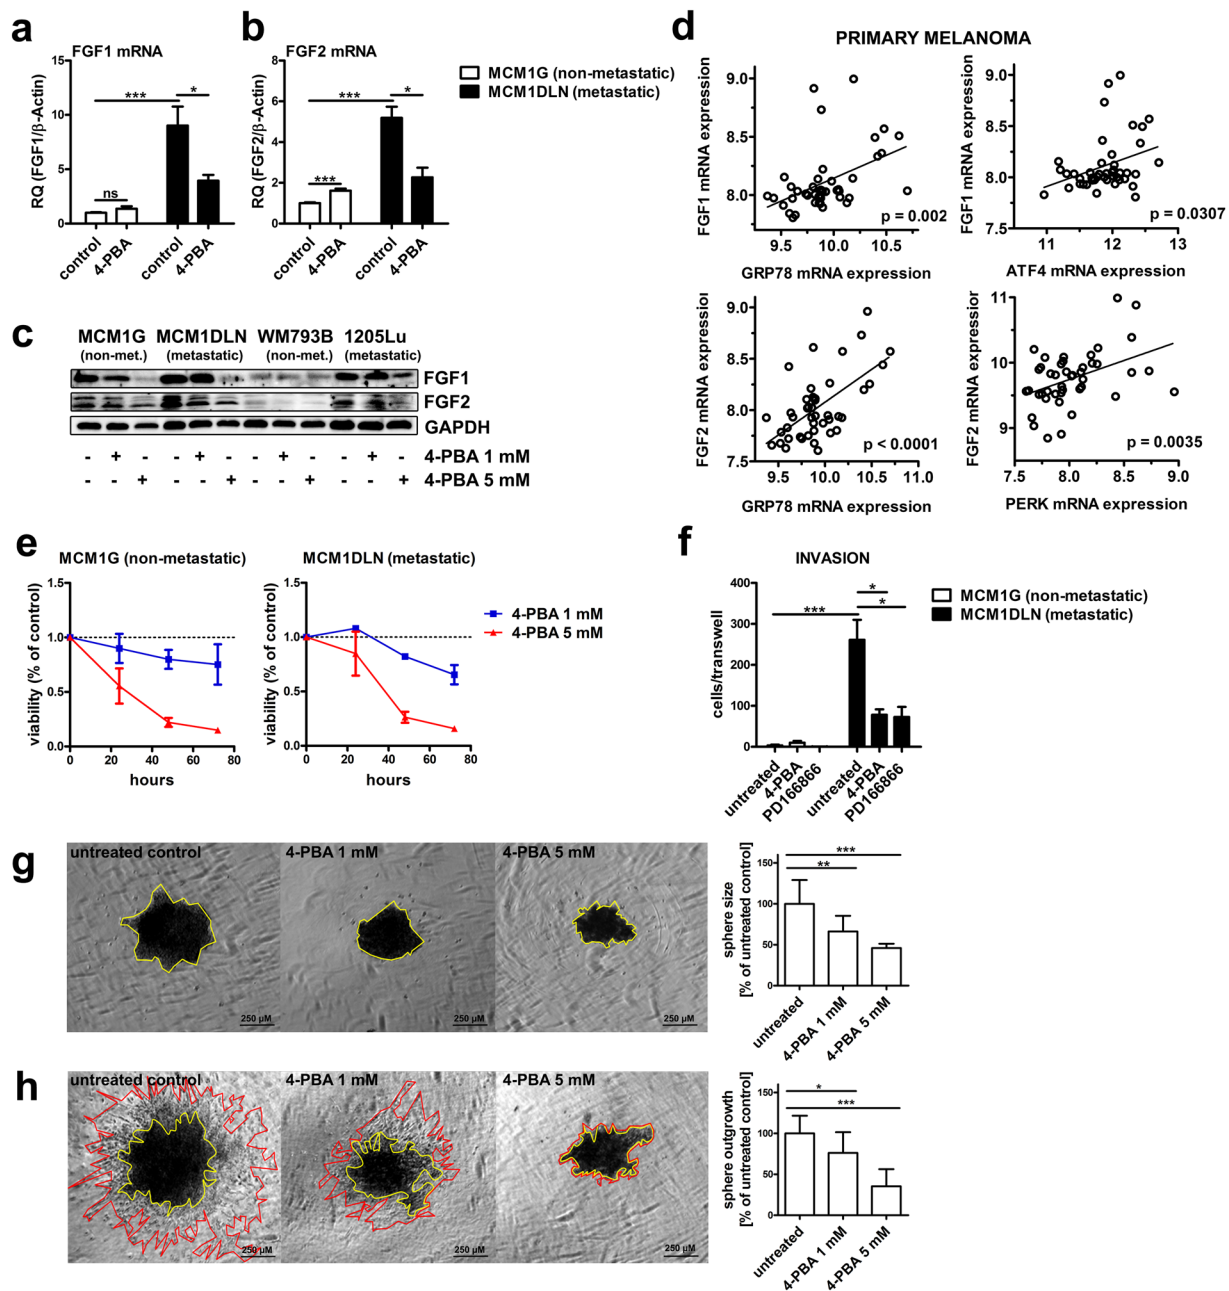 a
FGF1 mRNA
RQ (FGF1/β-Actin)
15
10
5
0
***
*
ns
control
4-PBA
control
4-PBA
b
FGF2 mRNA
RQ (FGF2/β-Actin)
8
6
4
2
0
***
*
***
control
4-PBA
control
4-PBA
MCM1G (non-metastatic)
MCM1DLN (metastatic)
c
MCM1G MCM1DLN WM793B 1205Lu
(non-met.) (metastatic) (non-met.) (metastatic)
FGF1
FGF2
GAPDH
- + - - + - - + - - + - 4-PBA 1 mM
- - + - - + - - + - - + 4-PBA 5 mM
d
PRIMARY MELANOMA
FGF1 mRNA expression
9.0
8.5
8.0
7.5
p = 0.002
9.5 10.0 10.5
GRP78 mRNA expression
FGF1 mRNA expression
9.0
8.5
8.0
7.5
p = 0.0307
11 12 13
ATF4 mRNA expression
FGF2 mRNA expression
9.0
8.5
8.0
7.5
p < 0.0001
9.5 10.0 10.5 11.0
GRP78 mRNA expression
FGF2 mRNA expression
11
10
9
p = 0.0035
7.5 8.0 8.5 9.0
PERK mRNA expression
e
MCM1G (non-metastatic)
viability (% of control)
1.5
1.0
0.5
0.0
0 20 40 60 80
hours
MCM1DLN (metastatic)
viability (% of control)
1.5
1.0
0.5
0.0
0 20 40 60 80
hours
4-PBA 1 mM
4-PBA 5 mM
f
INVASION
cells/transwell
400
300
200
100
0
***
*
*
untreated
4-PBA
PD166866
untreated
4-PBA
PD166866
MCM1G (non-metastatic)
MCM1DLN (metastatic)
g
untreated control
250 µM
4-PBA 1 mM
250 µM
4-PBA 5 mM
250 µM
sphere size
[% of untreated control]
150
100
50
0
***
**
untreated
4-PBA 1 mM
4-PBA 5 mM
h
untreated control
250 µM
4-PBA 1 mM
250 µM
4-PBA 5 mM
250 µM
sphere outgrowth
[% of untreated control]
150
100
50
0
*
***
untreated
4-PBA 1 mM
4-PBA 5 mM